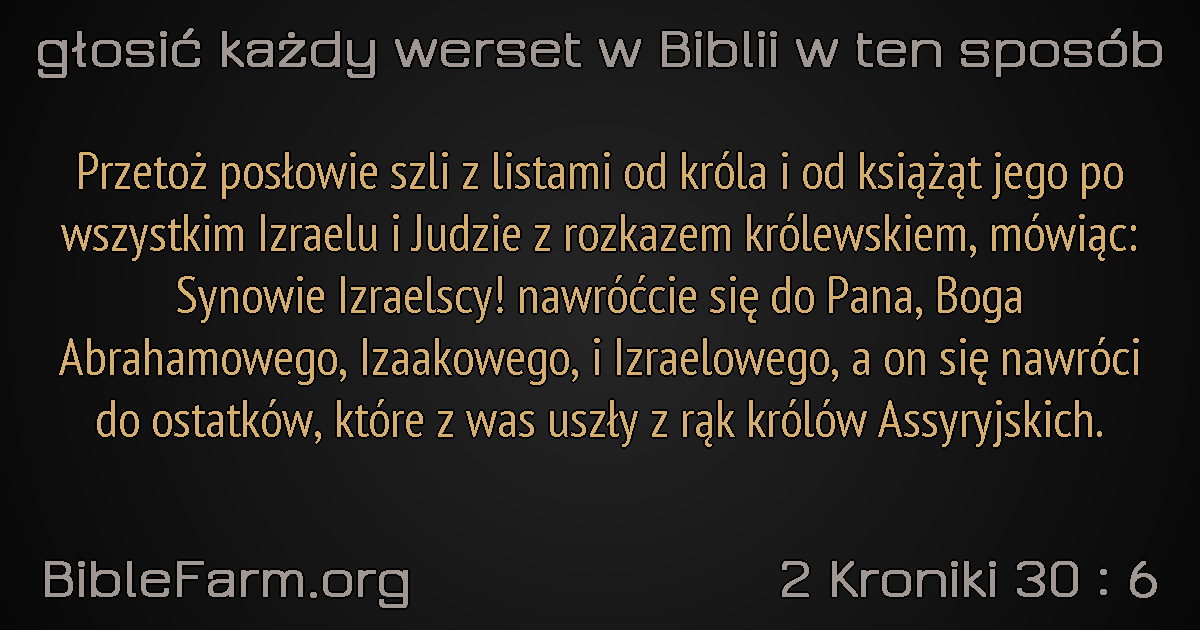 głosić każdy werset w Biblii w ten sposób
Przetoż posłowie szli z listami od króla i od książąt jego po
wszystkim Izraelu i Judzie z rozkazem królewskiem, mówiąc:
Synowie Izraelscy! nawróćcie się do Pana, Boga
Abrahamowego, Izaakowego, i Izraelowego, a on się nawróci
do ostatków, które z was uszły z rąk królów Assyryjskich.
BibleFarm.org
2 Kroniki 30 : 6